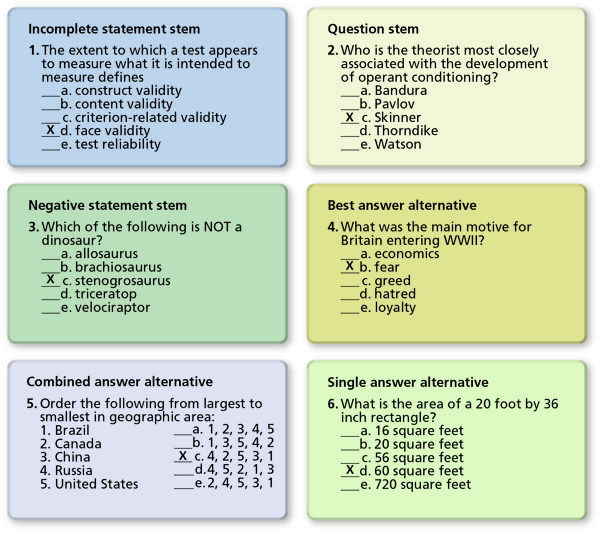 Incomplete statement stem
1. The extent to which a test appears
to measure what it is intended to
measure defines
___a. construct validity
___b. content validity
___c. criterion-related validity
_X_d. face validity
___e. test reliability
Question stem
2. Who is the theorist most closely
associated with the development
of operant conditioning?
___a. Bandura
___b. Pavlov
_X_c. Skinner
___d. Thorndike
___e. Watson
Negative statement stem
3. Which of the following is NOT a
dinosaur?
___a. allosaurus
___b. brachiosaurus
_X_c. stenogrosaurus
___d. triceratop
___e. velociraptor
Best answer alternative
4. What was the main motive for
Britain entering WWII?
___a. economics
_X_b. fear
___c. greed
___d. hatred
___e. loyalty
Combined answer alternative
5. Order the following from largest to
smallest in geographic area:
1. Brazil ___a. 1, 2, 3, 4, 5
2. Canada ___b. 1, 3, 5, 4, 2
3. China _X_c. 4, 2, 5, 3, 1
4. Russia ___d. 4, 5, 2, 1, 3
5. United States ___e. 2, 4, 5, 3, 1
Single answer alternative
6. What is the area of a 20 foot by 36
inch rectangle?
___a. 16 square feet
___b. 20 square feet
___c. 56 square feet
_X_d. 60 square feet
___e. 720 square feet